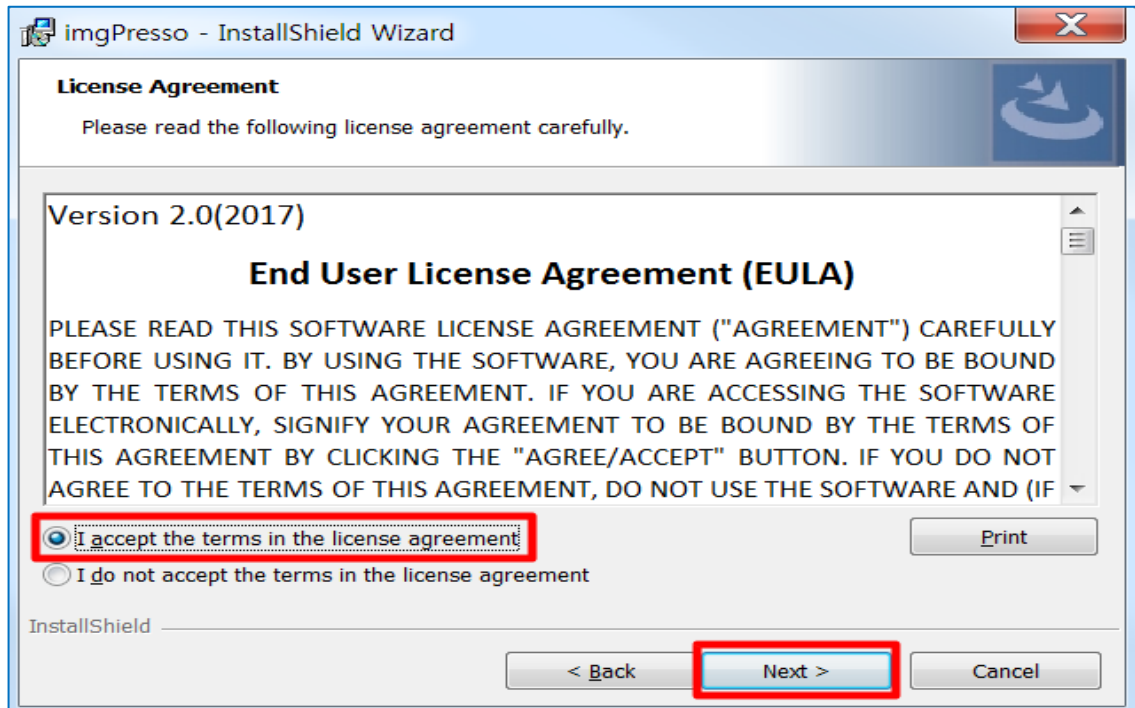 imgPresso - InstallShield Wizard
License Agreement
Please read the following license agreement carefully.
Version 2.0(2017)
End User License Agreement (EULA)
PLEASE READ THIS SOFTWARE LICENSE AGREEMENT ("AGREEMENT") CAREFULLY
BEFORE USING IT. BY USING THE SOFTWARE, YOU ARE AGREEING TO BE BOUND
BY THE TERMS OF THIS AGREEMENT. IF YOU ARE ACCESSING THE SOFTWARE
ELECTRONICALLY, SIGNIFY YOUR AGREEMENT TO BE BOUND BY THE TERMS OF
THIS AGREEMENT BY CLICKING THE "AGREE/ACCEPT" BUTTON. IF YOU DO NOT
AGREE TO THE TERMS OF THIS AGREEMENT, DO NOT USE THE SOFTWARE AND (IF
I accept the terms in the license agreement
Print
I do not accept the terms in the license agreement
InstallShield
< Back
Next >
Cancel